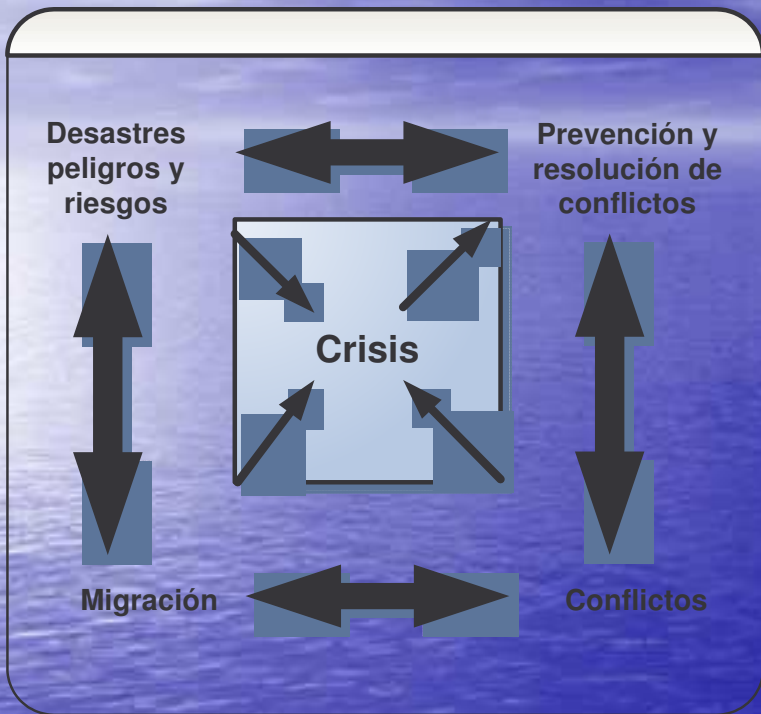 Desastres
peligros y
riesgos
Prevención y
resolución de
conflictos
Crisis
Migración
Conflictos